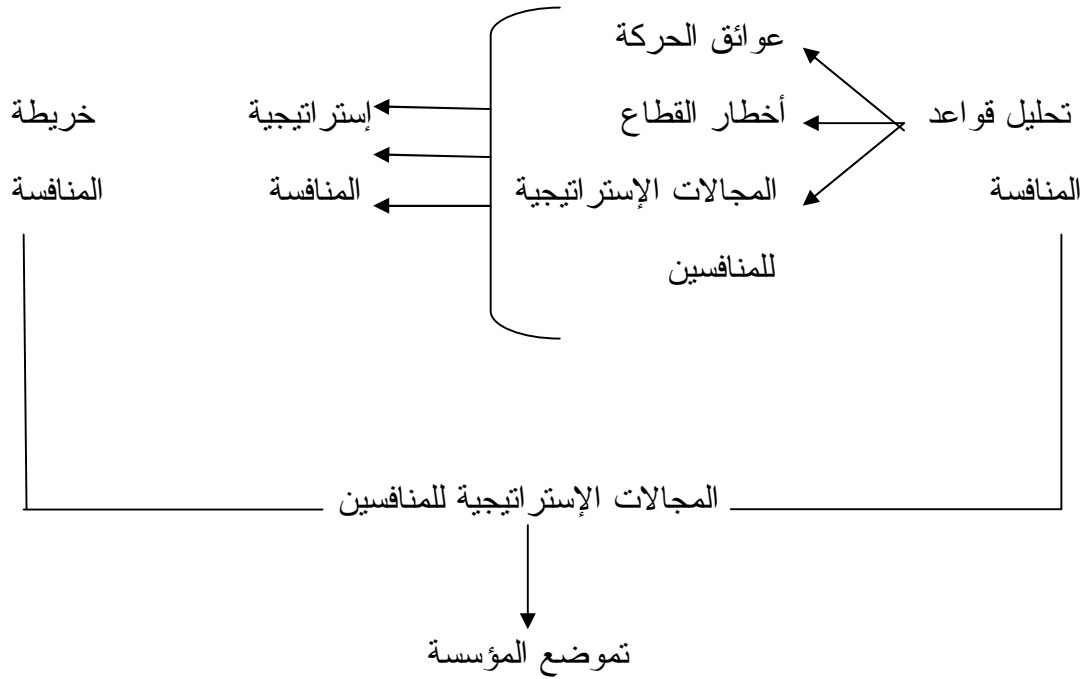 عوائق الحركة
تحليل قواعد أخطار القطاع إستراتيجية خريطة
المنافسة المجالات الإستراتيجية المنافسة المنافسة
للمنافسين
المجالات الإستراتيجية للمنافسين
تموضع المؤسسة